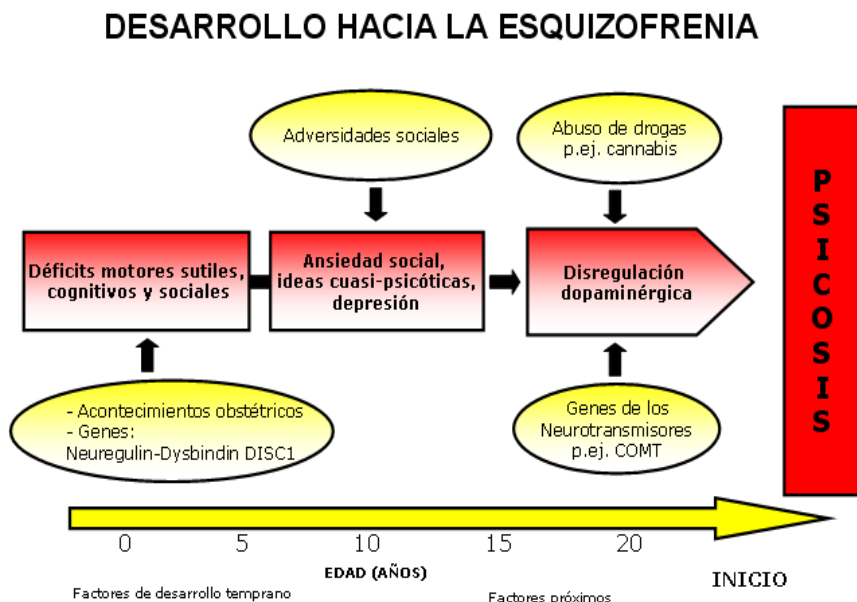 DESARROLLO HACIA LA ESQUIZOFRENIA
Adversidades sociales
Abuso de drogas
p.ej. cannabis
Déficits motores sutiles,
cognitivos y sociales
Ansiedad social,
ideas cuasi-psicóticas,
depresión
Disregulación
dopaminérgica
PSICOSIS
- Acontecimientos obstétricos
- Genes:
Neuregulin-Dysbindin DISC1
Genes de los
Neurotransmisores
p.ej. COMT
0 5 10 15 20
EDAD (AÑOS)
INICIO
Factores de desarrollo temprano
Factores próximos